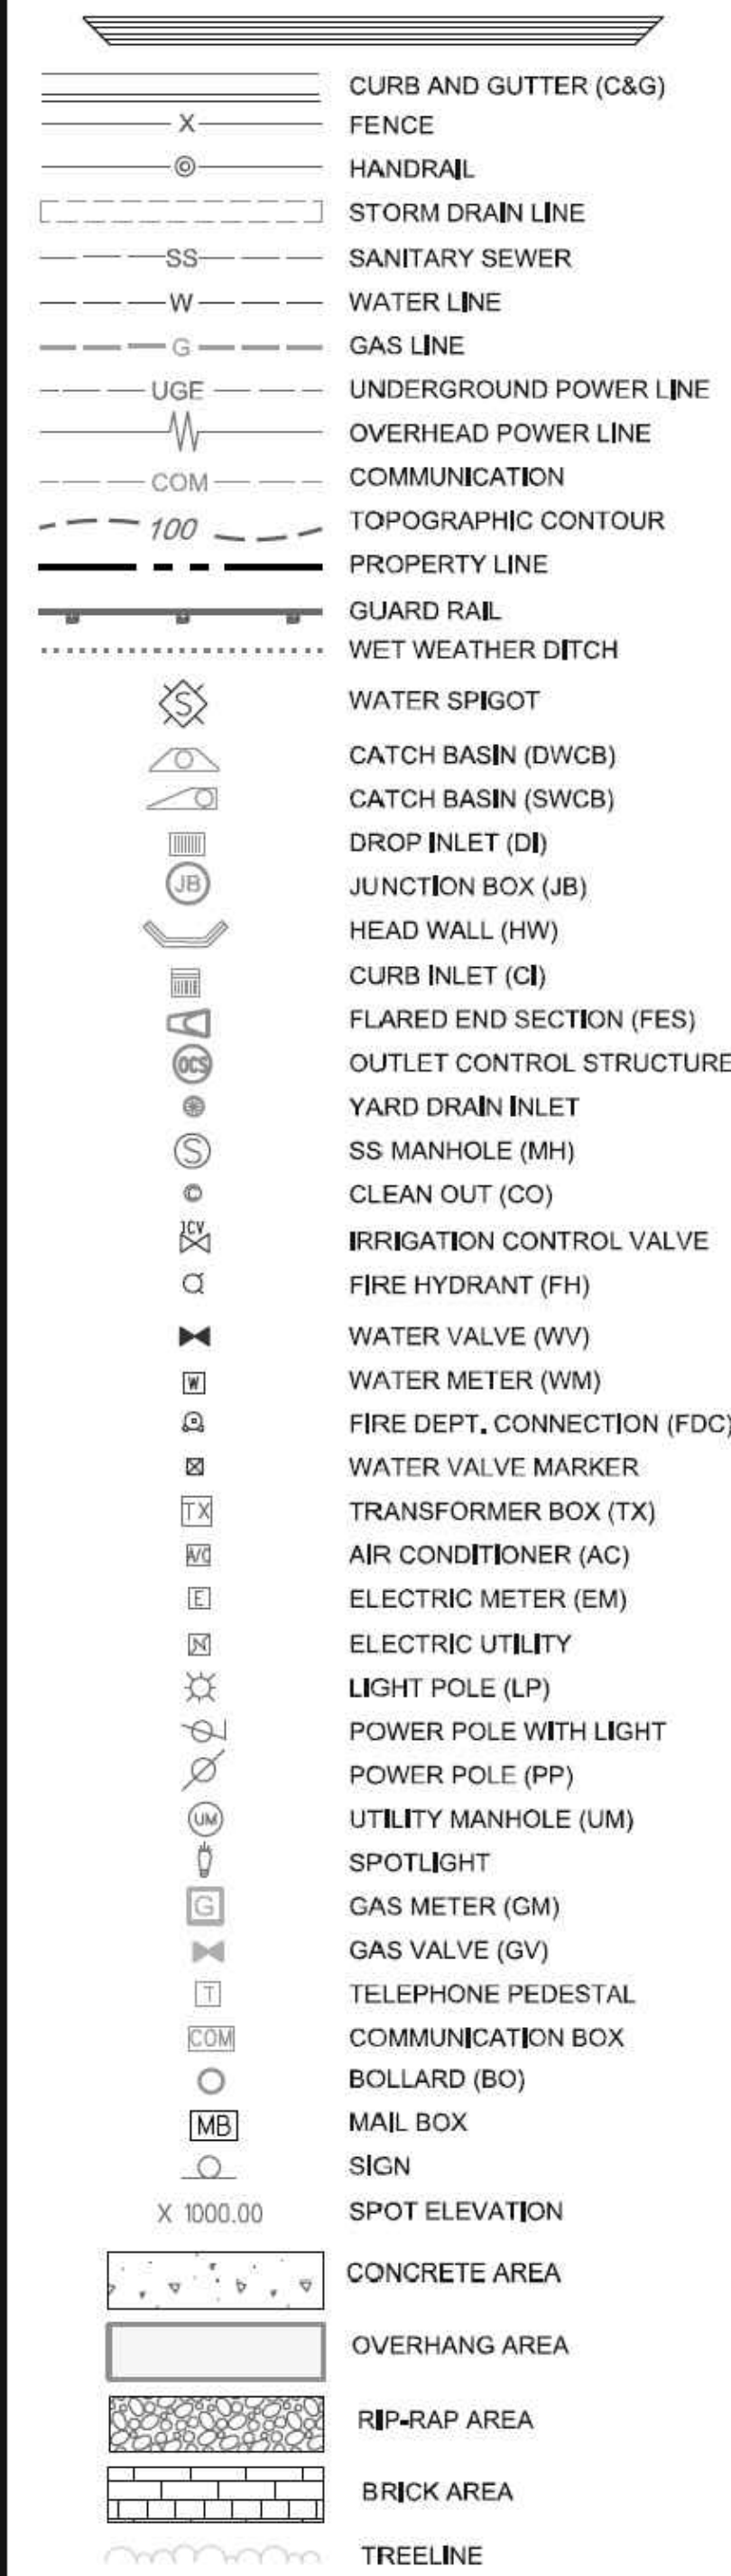 CURB AND GUTTER (C&G)
X FENCE
HANDRAIL
STORM DRAIN LINE
SS SANITARY SEWER
W WATER LINE
G GAS LINE
UGE UNDERGROUND POWER LINE
OVERHEAD POWER LINE
COM COMMUNICATION
100 TOPOGRAPHIC CONTOUR
PROPERTY LINE
GUARD RAIL
WET WEATHER DITCH
S WATER SPIGOT
CATCH BASIN (DWCB)
CATCH BASIN (SWCB)
DROP INLET (DI)
JB JUNCTION BOX (JB)
HEAD WALL (HW)
CURB INLET (CI)
FLARED END SECTION (FES)
OCS OUTLET CONTROL STRUCTURE
YARD DRAIN INLET
S SS MANHOLE (MH)
C CLEAN OUT (CO)
ICV IRRIGATION CONTROL VALVE
FIRE HYDRANT (FH)
WATER VALVE (WV)
W WATER METER (WM)
FIRE DEPT. CONNECTION (FDC)
WATER VALVE MARKER
TX TRANSFORMER BOX (TX)
A/C AIR CONDITIONER (AC)
E ELECTRIC METER (EM)
N ELECTRIC UTILITY
LIGHT POLE (LP)
POWER POLE WITH LIGHT
POWER POLE (PP)
UM UTILITY MANHOLE (UM)
SPOTLIGHT
G GAS METER (GM)
GAS VALVE (GV)
T TELEPHONE PEDESTAL
COM COMMUNICATION BOX
BOLLARD (BO)
MB MAIL BOX
SIGN
X 1000.00 SPOT ELEVATION
CONCRETE AREA
OVERHANG AREA
RIP-RAP AREA
BRICK AREA
TREELINE